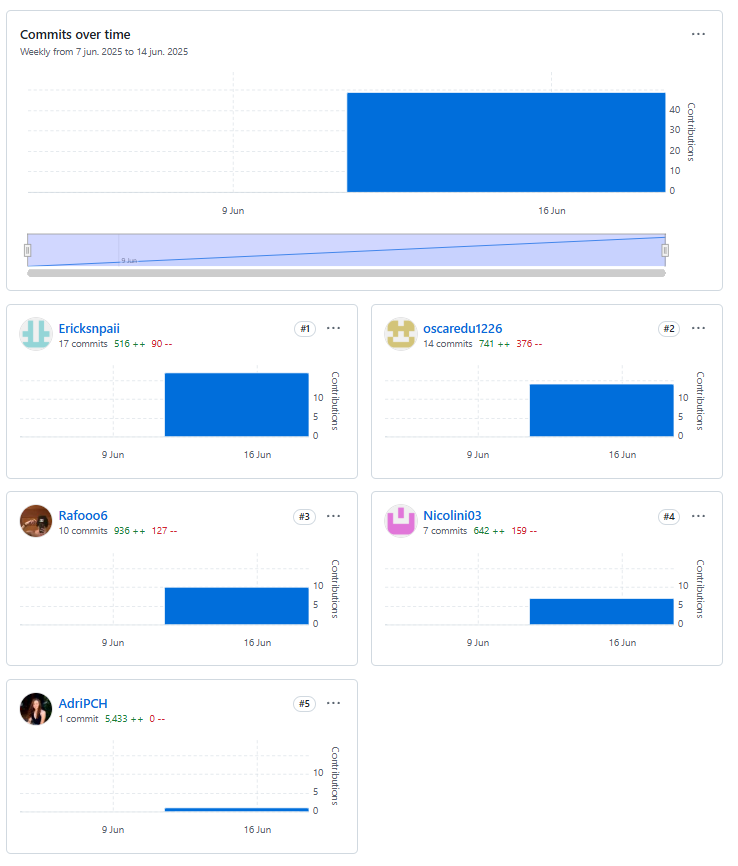 Commits over time
Weekly from 7 jun. 2025 to 14 jun. 2025
40
30
20
10
0
Contributions
9 Jun
16 Jun
9 Jun
Ericksnpaii
#1
17 commits 516 ++ 90 --
10
5
0
Contributions
9 Jun
16 Jun
oscaredu1226
#2
14 commits 741 ++ 376 --
10
5
0
Contributions
9 Jun
16 Jun
Rafooo6
#3
10 commits 936 ++ 127 --
10
5
0
Contributions
9 Jun
16 Jun
Nicolini03
#4
7 commits 642 ++ 159 --
10
5
0
Contributions
9 Jun
16 Jun
AdriPCH
#5
1 commit 5,433 ++ 0 --
10
5
0
Contributions
9 Jun
16 Jun